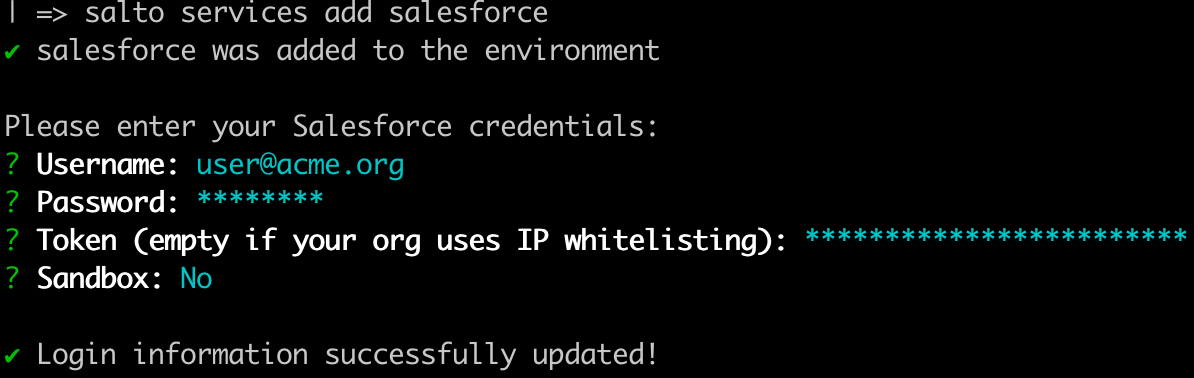 | => salto services add salesforce
✔ salesforce was added to the environment
Please enter your Salesforce credentials:
? Username: user@acme.org
? Password: ********
? Token (empty if your org uses IP whitelisting): ************************
? Sandbox: No
✔ Login information successfully updated!